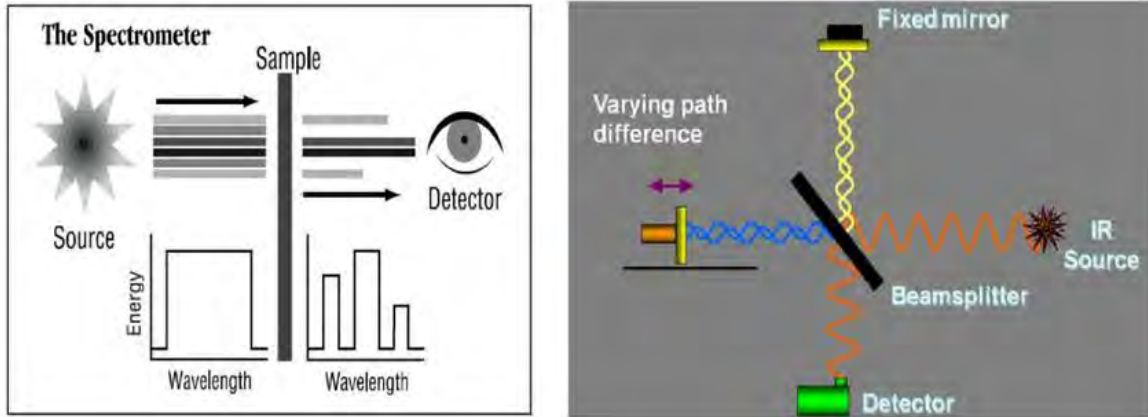 The Spectrometer
Sample
Source
Detector
Energy
Wavelength
Wavelength
Fixed mirror
Varying path
difference
IR
Source
Beamsplitter
Detector